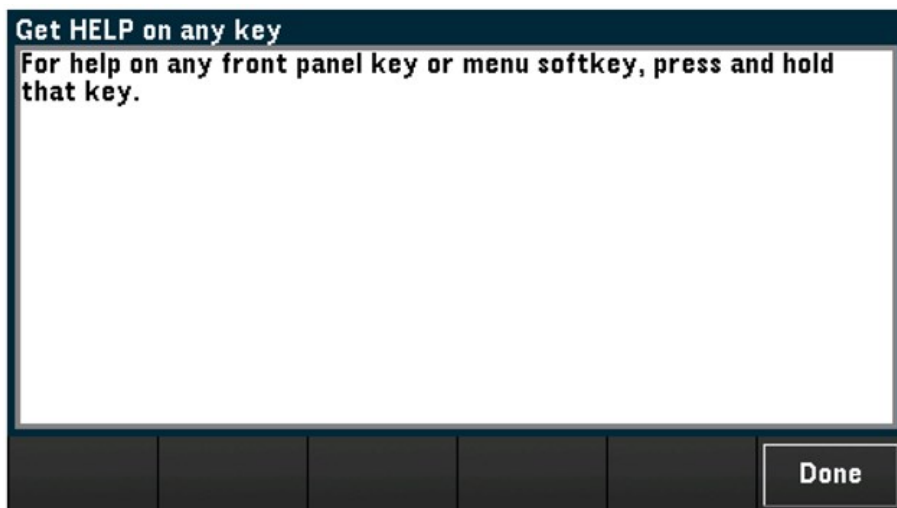 Get HELP on any key
For help on any front panel key or menu softkey, press and hold
that key.
Done